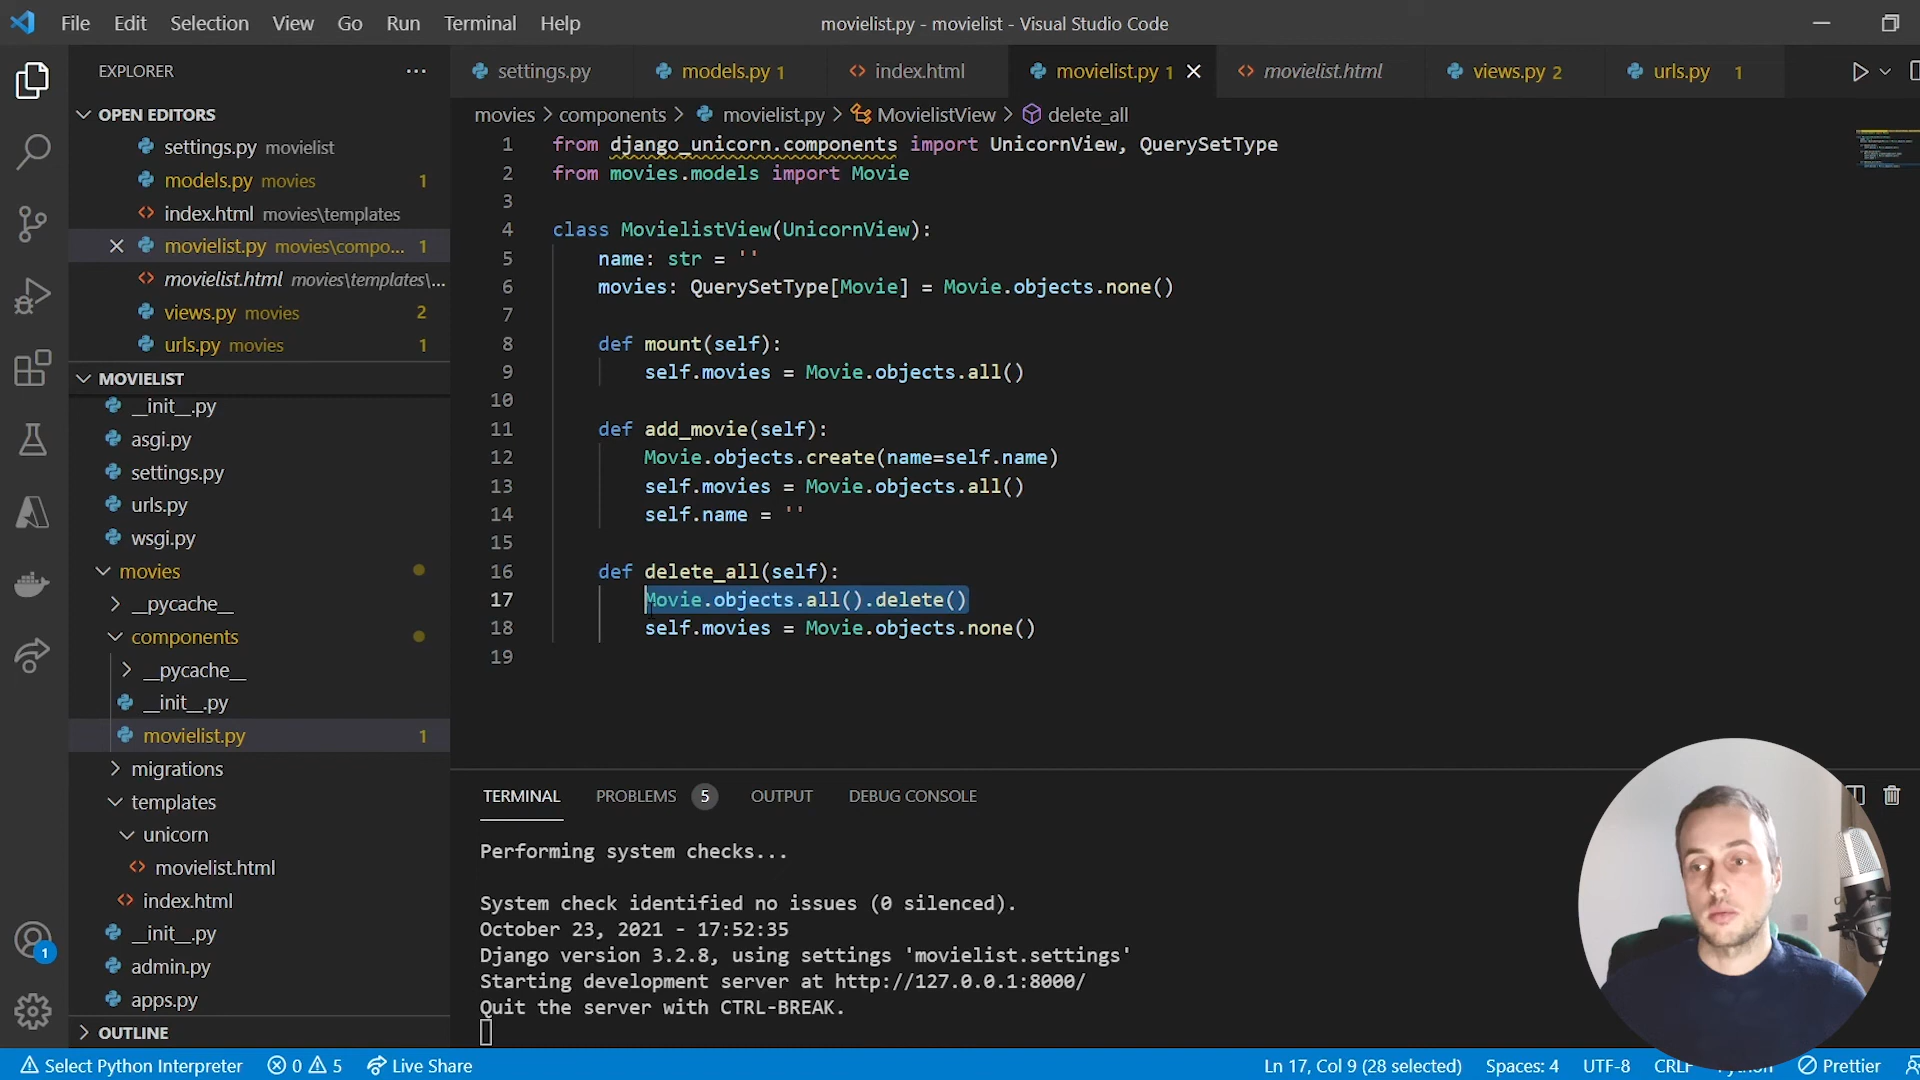 File Edit Selection View Go Run Terminal Help
movielist.py - movielist - Visual Studio Code
EXPLORER
OPEN EDITORS
settings.py movielist
models.py movies 1
index.html movies\templates
movielist.py movies\compo... 1
movielist.html movies\templates\...
views.py movies 2
urls.py movies 1
MOVIELIST
__init__.py
asgi.py
settings.py
urls.py
wsgi.py
movies
__pycache__
components
__pycache__
__init__.py
movielist.py 1
migrations
templates
unicorn
movielist.html
index.html
__init__.py
admin.py
apps.py
OUTLINE
settings.py models.py 1 index.html movielist.py 1 movielist.html views.py 2 urls.py 1
movies > components > movielist.py > MovielistView > delete_all
1 from django_unicorn.components import UnicornView, QuerySetType
2 from movies.models import Movie
3
4 class MovielistView(UnicornView):
5 name: str = ''
6 movies: QuerySetType[Movie] = Movie.objects.none()
7
8 def mount(self):
9 self.movies = Movie.objects.all()
10
11 def add_movie(self):
12 Movie.objects.create(name=self.name)
13 self.movies = Movie.objects.all()
14 self.name = ''
15
16 def delete_all(self):
17 Movie.objects.all().delete()
18 self.movies = Movie.objects.none()
19
TERMINAL PROBLEMS 5 OUTPUT DEBUG CONSOLE
Performing system checks...
System check identified no issues (0 silenced).
October 23, 2021 - 17:52:35
Django version 3.2.8, using settings 'movielist.settings'
Starting development server at http://127.0.0.1:8000/
Quit the server with CTRL-BREAK.
1
Select Python Interpreter 0 5 Live Share Ln 17, Col 9 (28 selected) Spaces: 4 UTF-8 CRLF Python Prettier